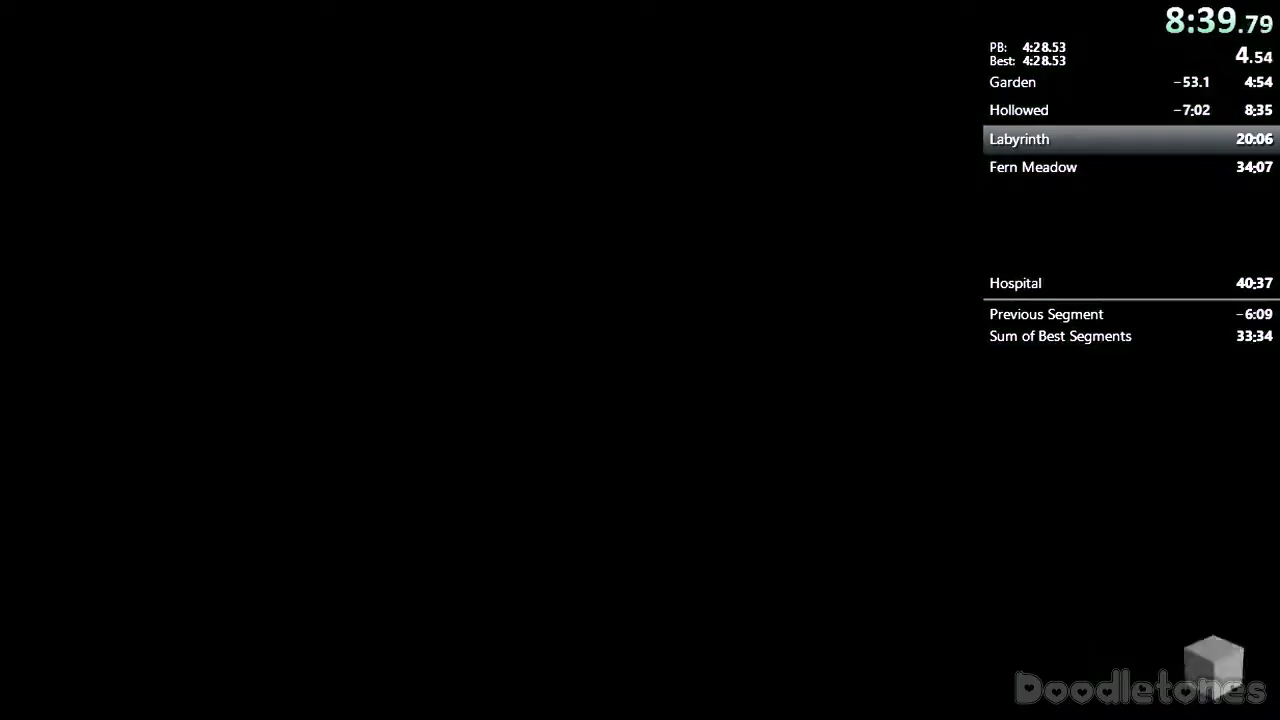 8:39.79
PB: 4:28.53
Best: 4:28.53
4.54
Garden −53.1 4:54
Hollowed −7:02 8:35
Labyrinth 20:06
Fern Meadow 34:07
Hospital 40:37
Previous Segment −6:09
Sum of Best Segments 33:34
Doodletones